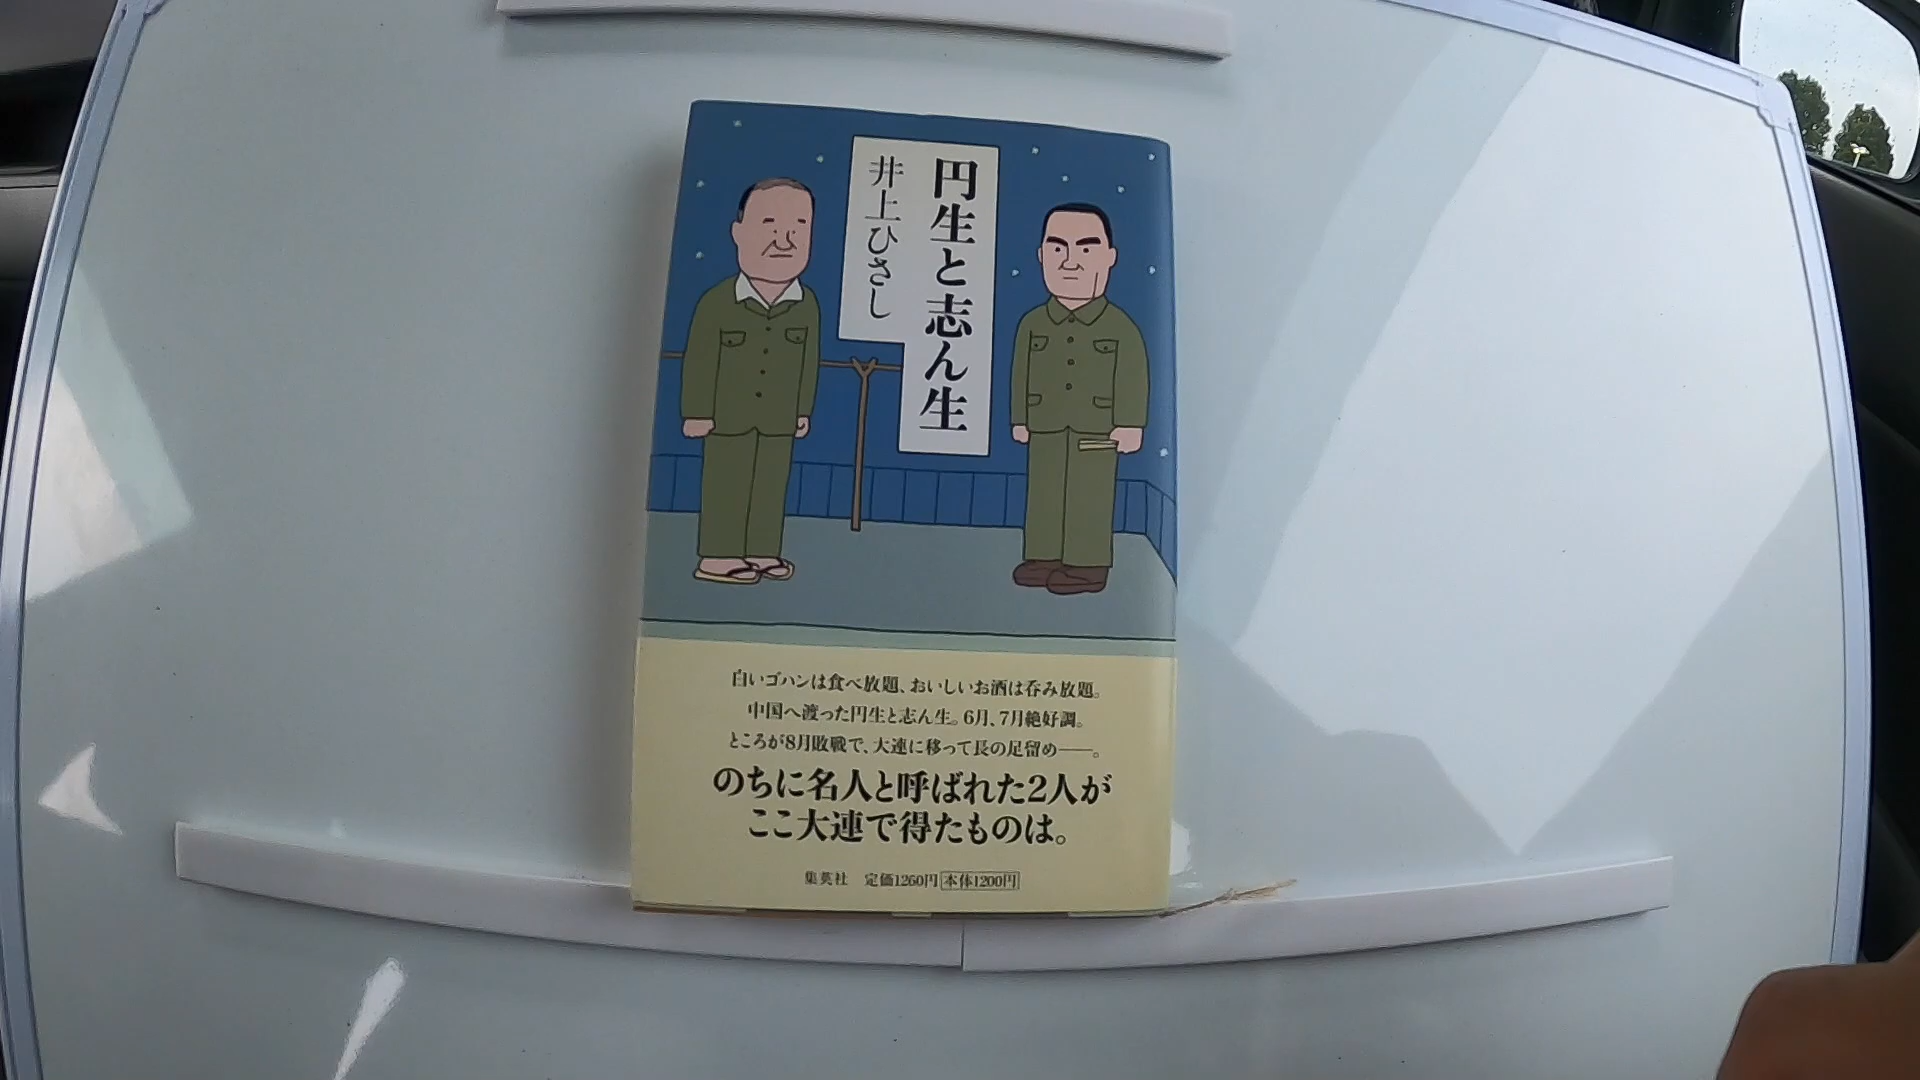 円生と志ん生
井上ひさし
白いゴハンは食べ放題、おいしいお酒は呑み放題。
中国へ渡った円生と志ん生。6月、7月絶好調。
ところが8月敗戦で、大連に移って長の足留め――。
のちに名人と呼ばれた2人が
ここ大連で得たものは。
集英社 定価1260円 本体1200円